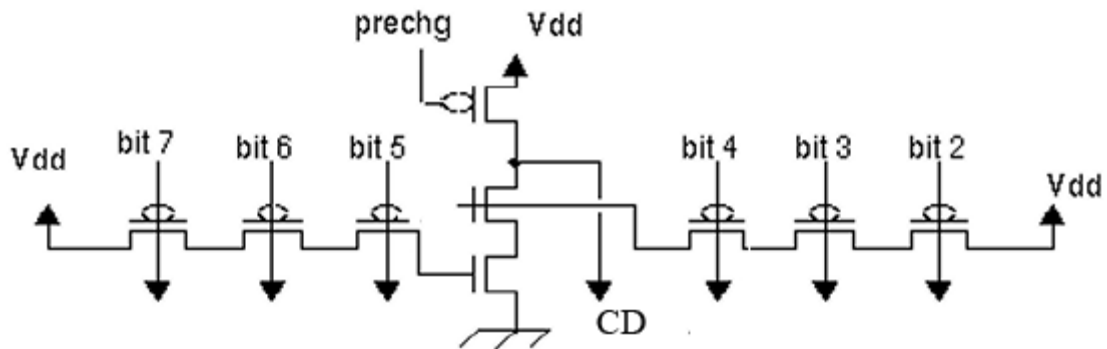 prechg
Vdd
Vdd
bit 7
bit 6
bit 5
bit 4
bit 3
bit 2
Vdd
CD